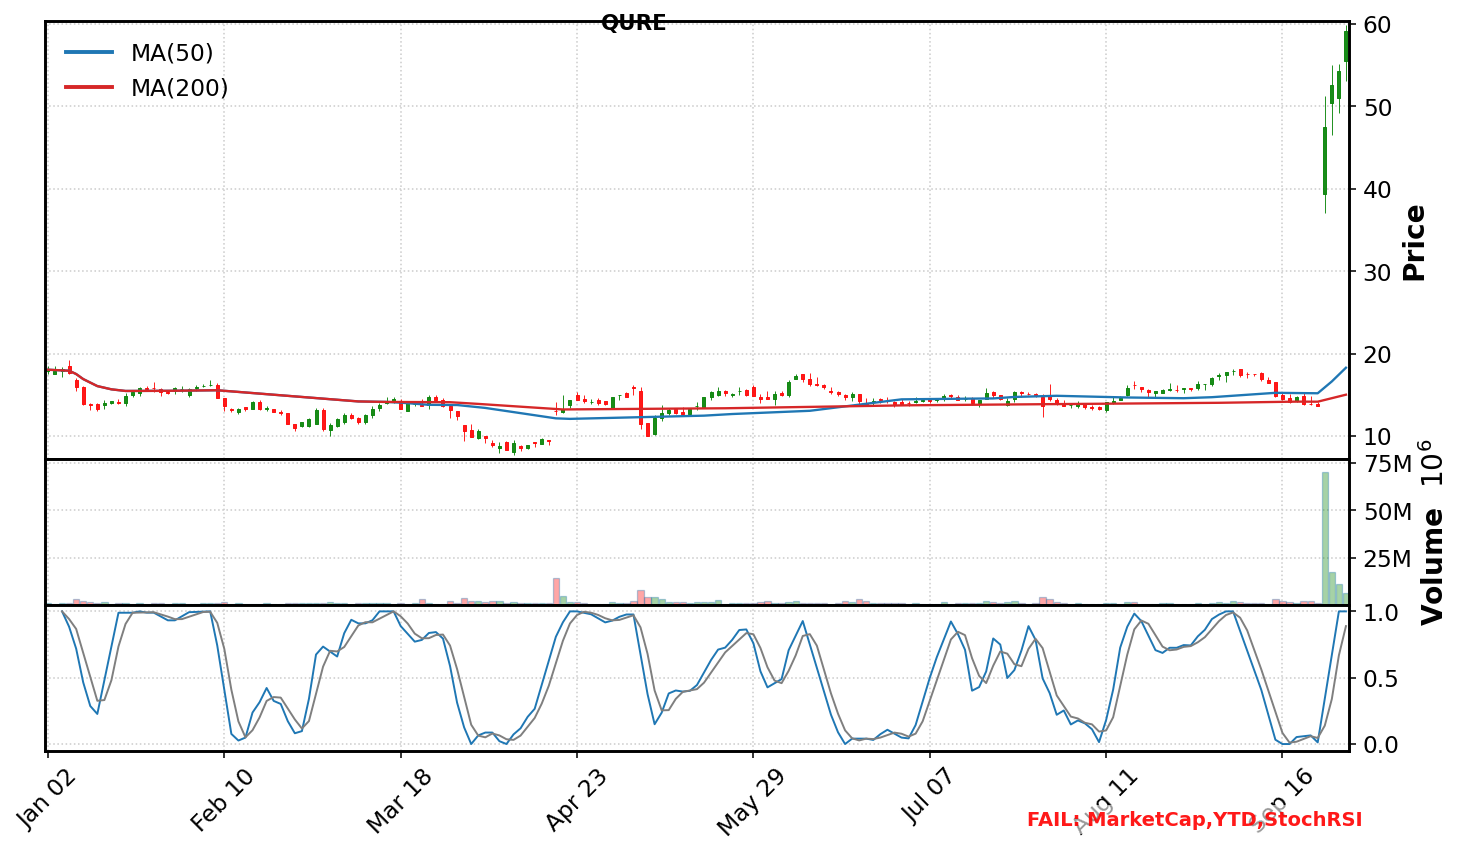 QURE
MA(50)
MA(200)
60
50
40
30
20
10
Price
75M
50M
25M
Volume 10^6
1.0
0.5
0.0
Jan 02
Feb 10
Mar 18
Apr 23
May 29
Jul 07
Aug 11
Sep 16
FAIL: MarketCap,YTD,StochRSI